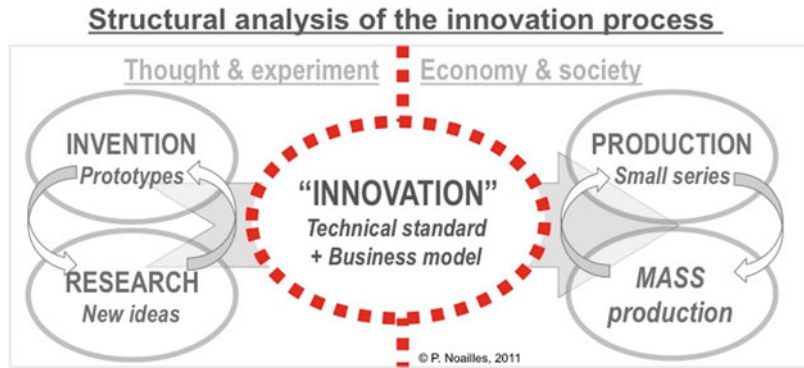 Structural analysis of the innovation process
Thought & experiment
Economy & society
INVENTION
Prototypes
RESEARCH
New ideas
“INNOVATION”
Technical standard
+ Business model
PRODUCTION
Small series
MASS
production
© P. Noailles, 2011